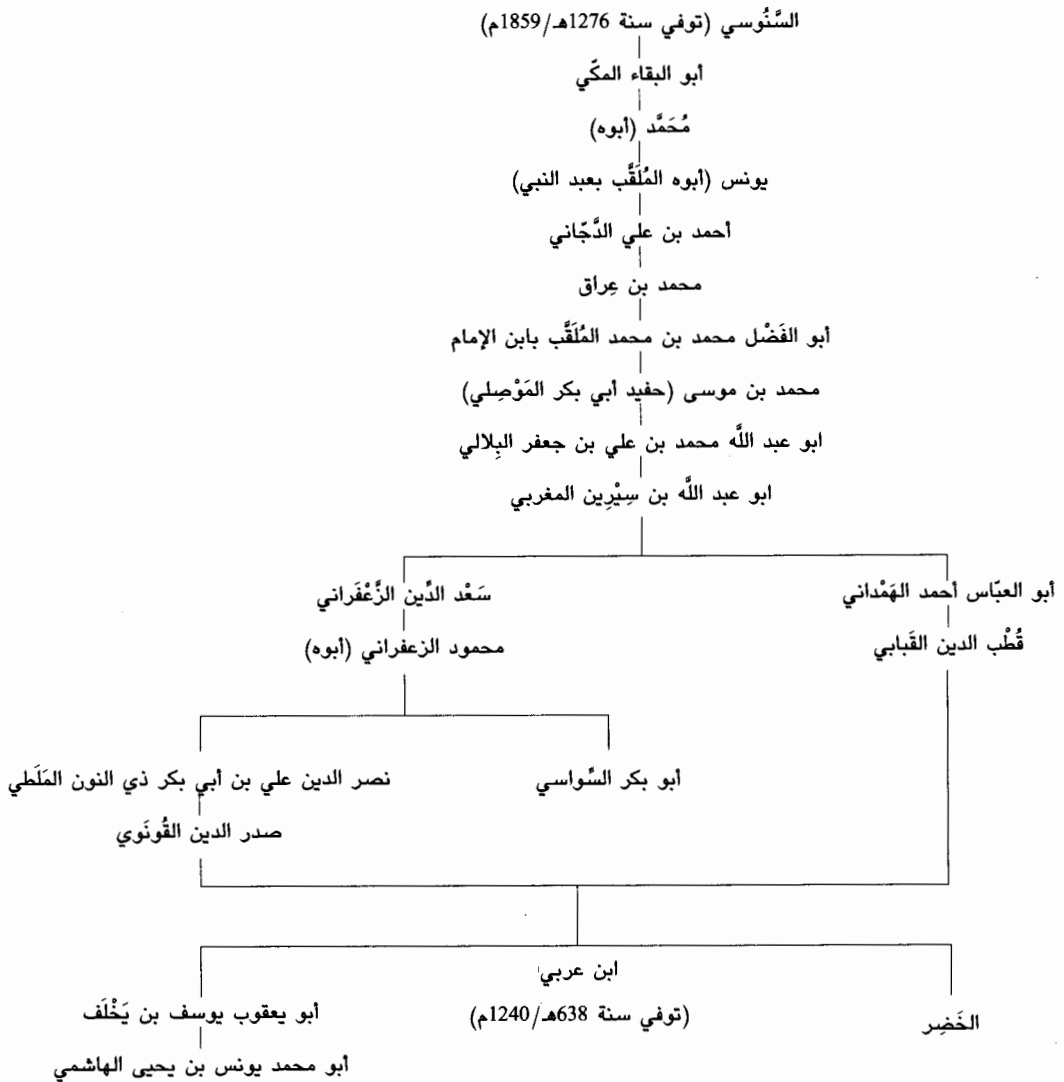 السَّنُوسي (توفي سنة 1276هـ/1859م)
أبو البقاء المكّي
مُحَمَّد (أبوه)
يونس (أبوه المُلَقَّب بعبد النبي)
أحمد بن علي الدَّجّاني
محمد بن عِراق
أبو الفَضْل محمد بن محمد المُلَقَّب بابن الإمام
محمد بن موسى (حفيد أبي بكر المَوْصِلي)
ابو عبد اللَّه محمد بن علي بن جعفر البِلالي
ابو عبد اللَّه بن سِيْرِين المغربي
أبو العبّاس أحمد الهَمْداني
سَعْد الدِّين الزَّعْفَراني
قُطْب الدين القَبابي
محمود الزعفراني (أبوه)
أبو بكر السِّواسي
نصر الدين علي بن أبي بكر ذي النون المَلَطي
صدر الدين القُونَوي
ابن عربي
(توفي سنة 638هـ/1240م)
الخَضِر
أبو يعقوب يوسف بن يَخْلَف
أبو محمد يونس بن يحيى الهاشمي